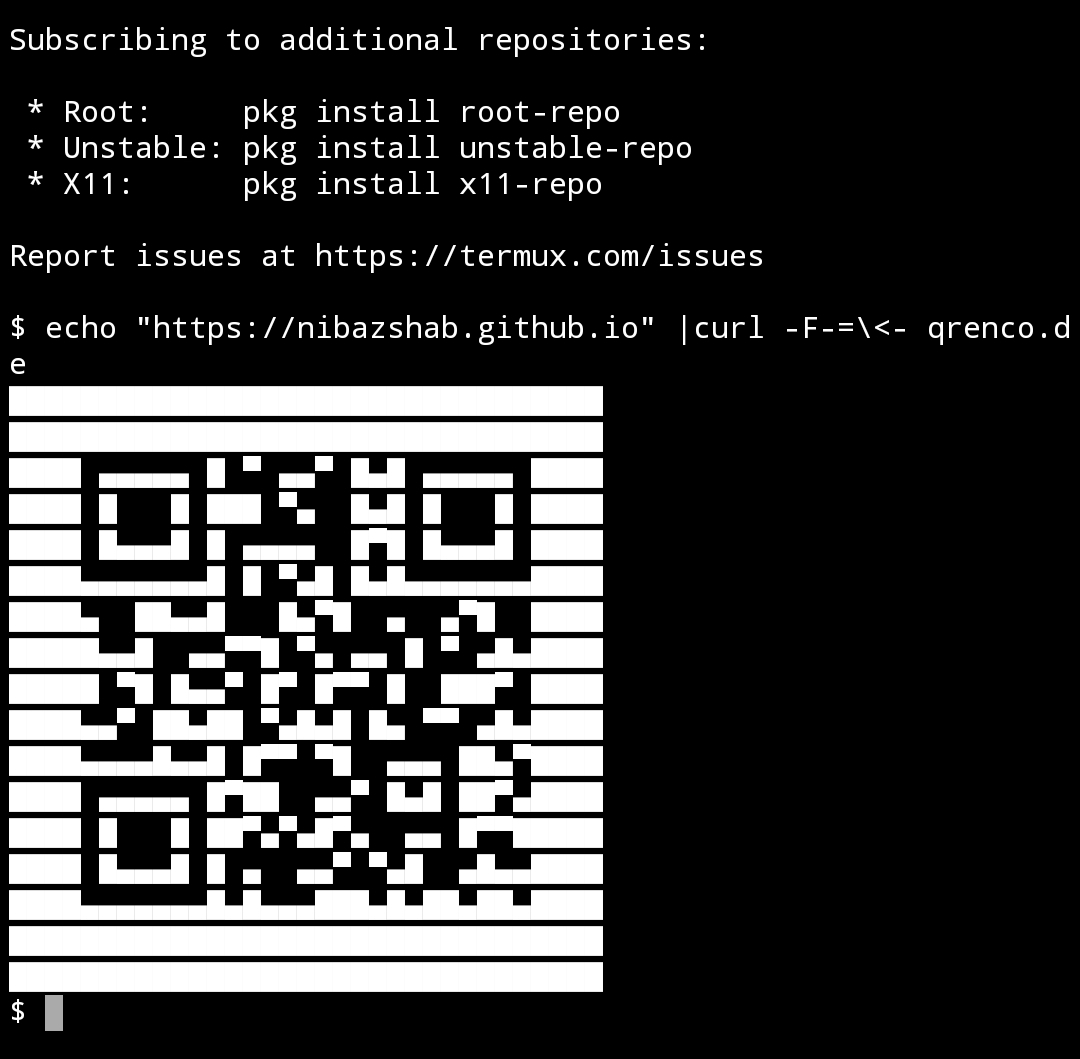 Subscribing to additional repositories:
* Root:     pkg install root-repo
* Unstable: pkg install unstable-repo
* X11:      pkg install x11-repo
Report issues at https://termux.com/issues
$ echo "https://nibazshab.github.io" |curl -F-=\<- qrenco.d
e
$